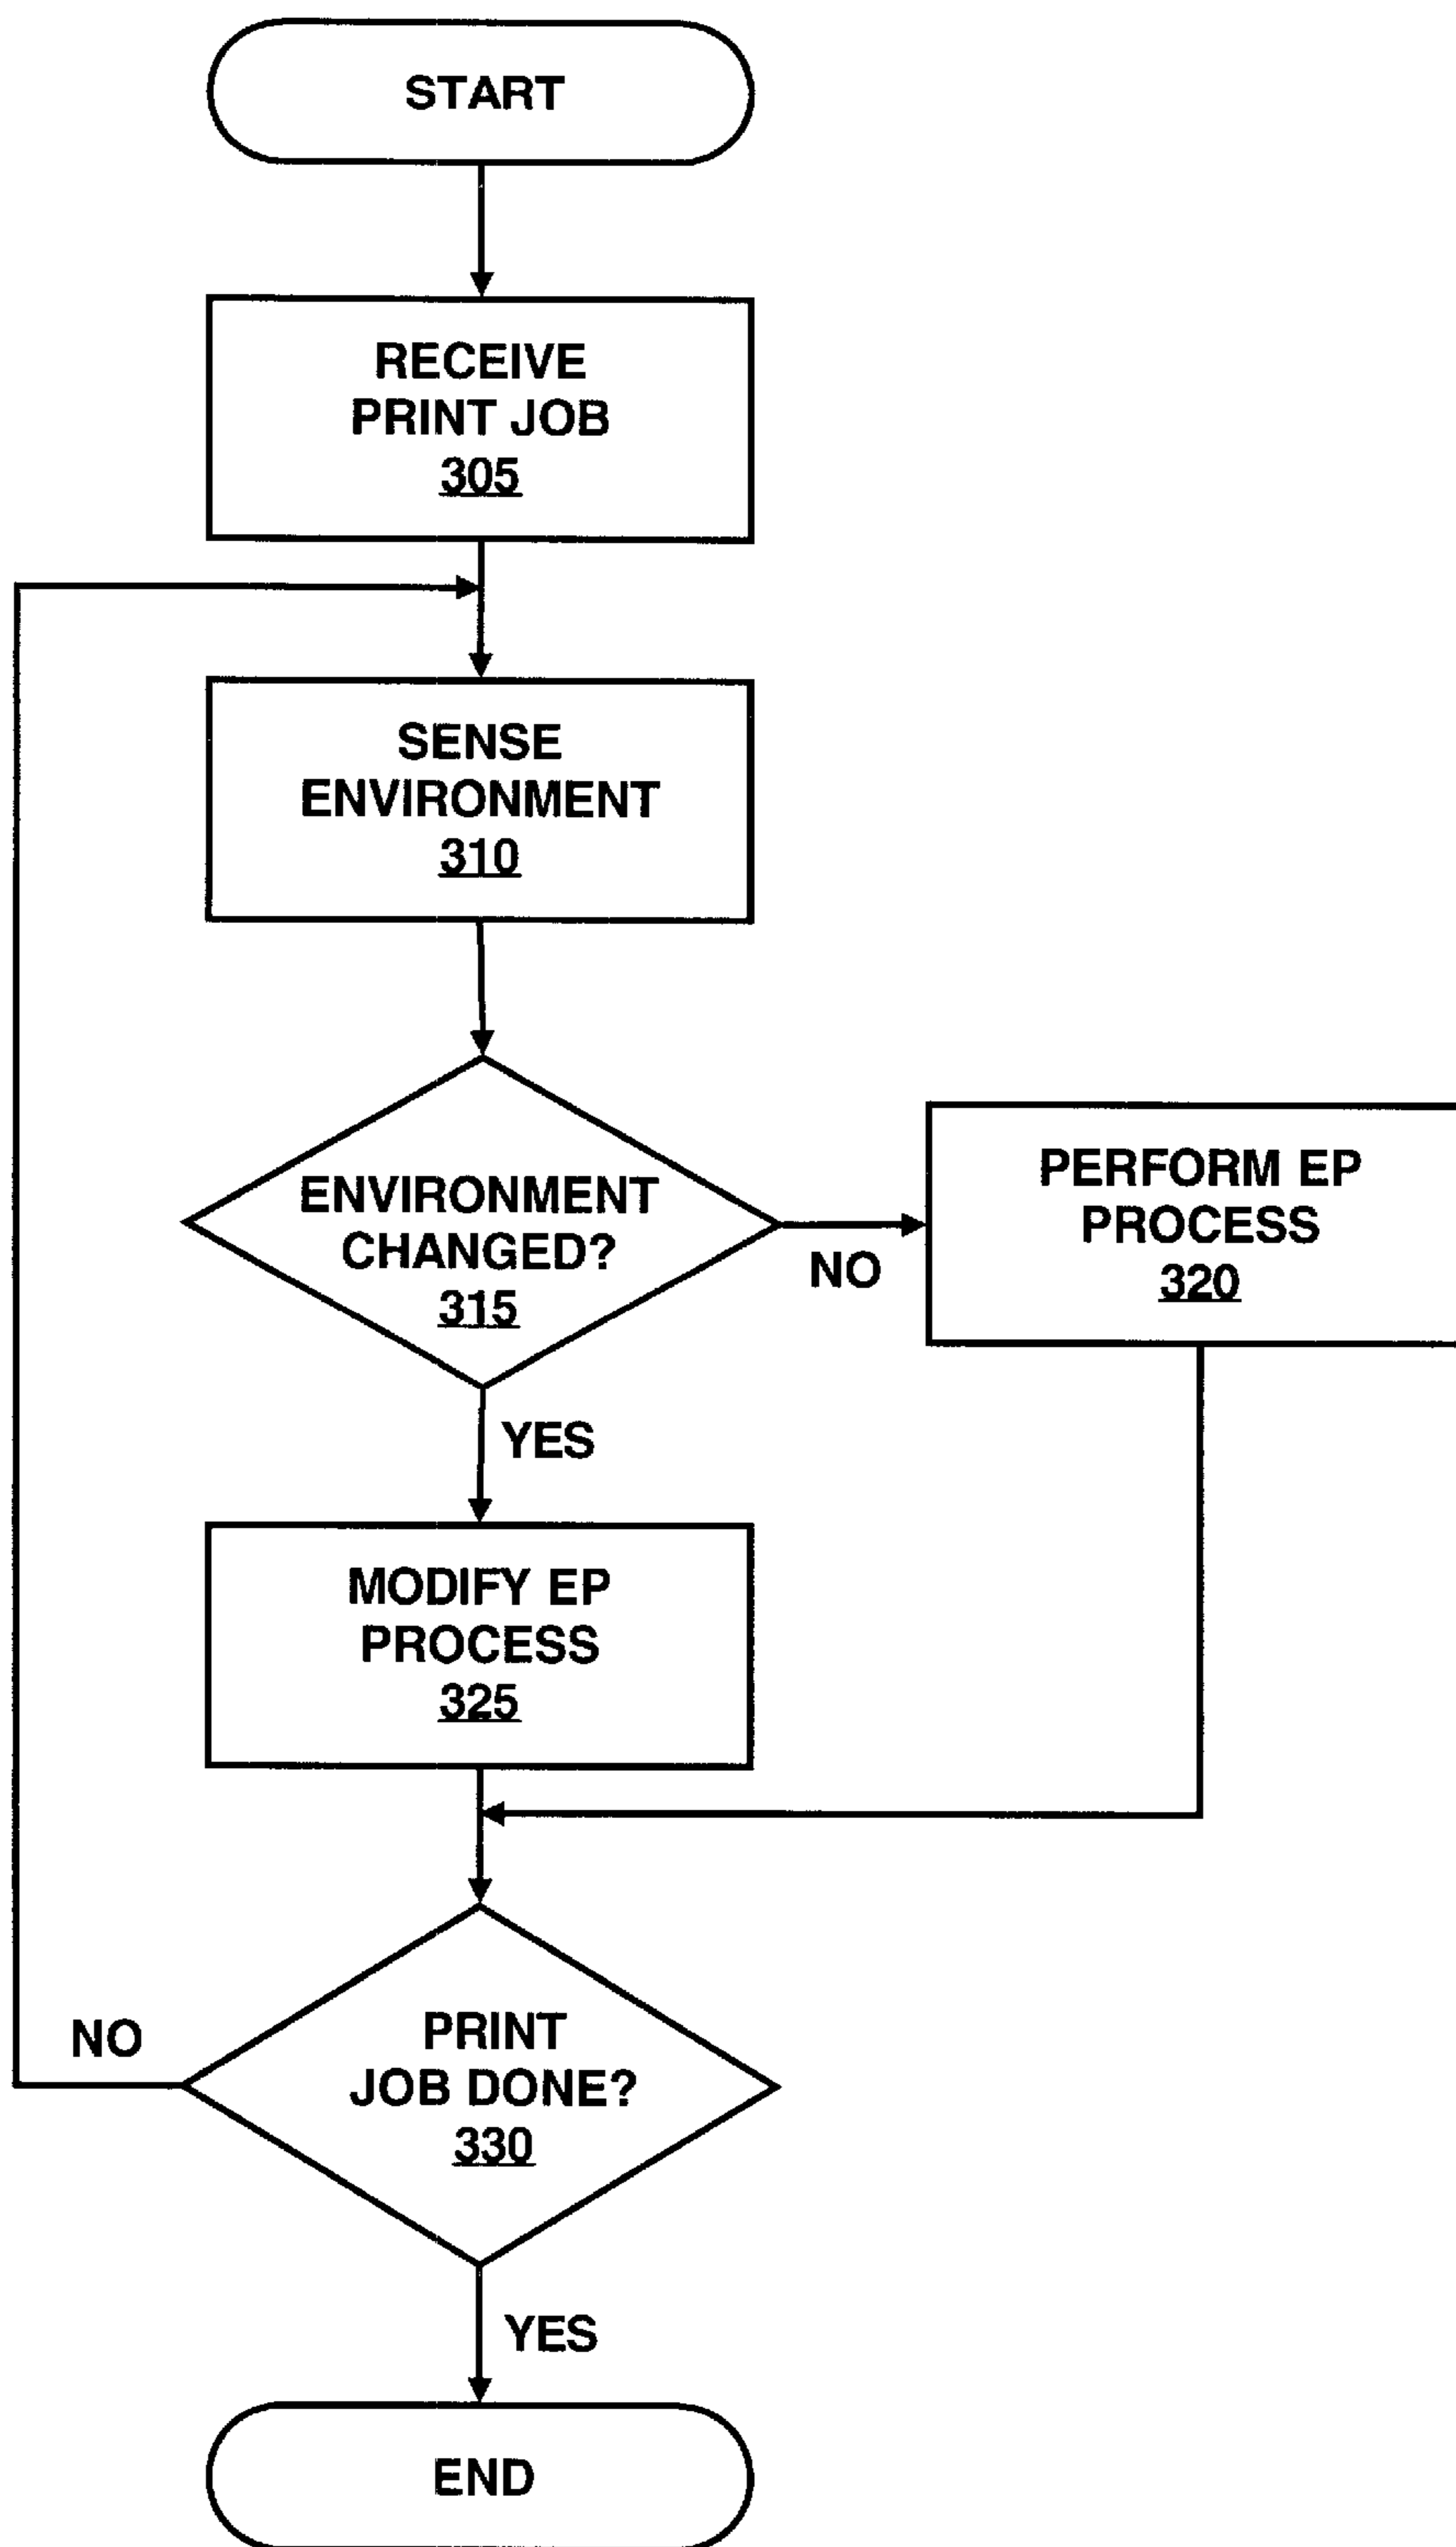 START
RECEIVE
PRINT JOB
305
SENSE
ENVIRONMENT
310
ENVIRONMENT
CHANGED?
315
NO
PERFORM EP
PROCESS
320
YES
MODIFY EP
PROCESS
325
NO
PRINT
JOB DONE?
330
YES
END